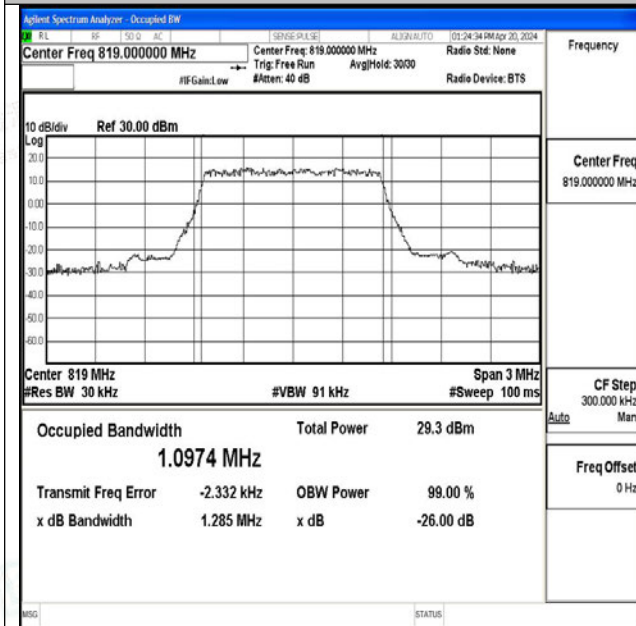 Agilent Spectrum Analyzer - Occupied BW
RL RF 50 Ω AC SENSE:PULSE ALIGNAUTO 01:24:34 PM Apr 20, 2024
Center Freq 819.000000 MHz
Center Freq: 819.000000 MHz
Radio Std: None
Trig: Free Run Avg|Hold: 30/30
#IFGain:Low #Atten: 40 dB Radio Device: BTS
10 dB/div Ref 30.00 dBm
Log
20.0
10.0
0.00
-10.0
-20.0
-30.0
-40.0
-50.0
-60.0
Center 819 MHz Span 3 MHz
#Res BW 30 kHz #VBW 91 kHz #Sweep 100 ms
Occupied Bandwidth Total Power 29.3 dBm
1.0974 MHz
Transmit Freq Error -2.332 kHz OBW Power 99.00 %
x dB Bandwidth 1.285 MHz x dB -26.00 dB
MSG STATUS
Frequency
Center Freq
819.000000 MHz
CF Step
300.000 kHz
Auto Man
Freq Offset
0 Hz